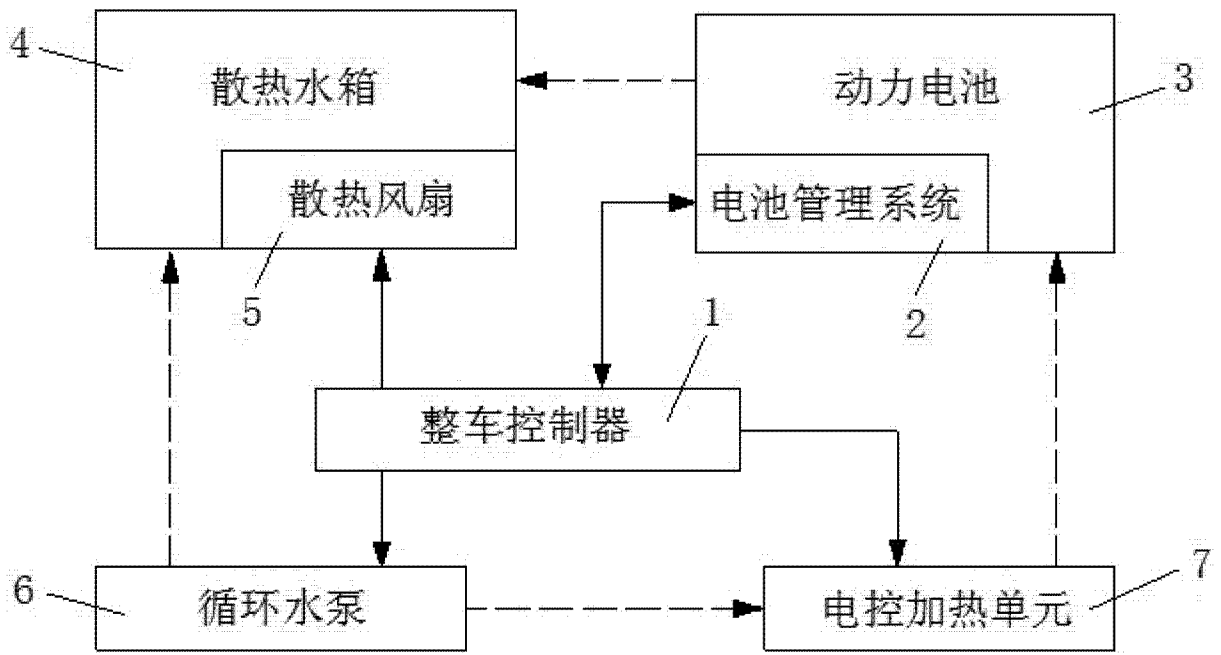 4
散热水箱
动力电池
3
散热风扇
电池管理系统
5
1
2
整车控制器
6
循环水泵
电控加热单元
7